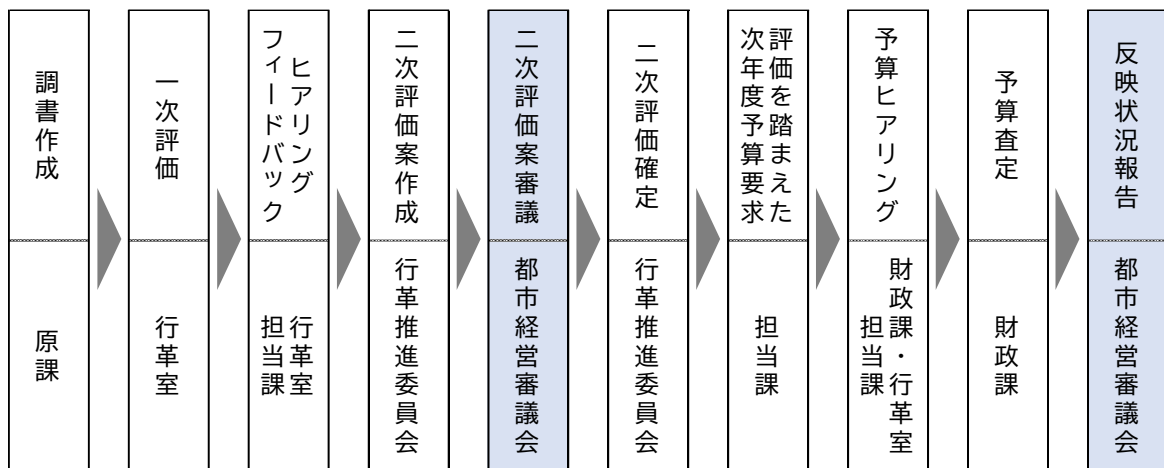 調書作成
原課
一次評価
行革室
ヒアリング
フィードバック
行革室
担当課
二次評価案作成
行革推進委員会
二次評価案審議
都市経営審議会
二次評価確定
行革推進委員会
評価を踏まえた
次年度予算要求
担当課
予算ヒアリング
財政課・行革室
担当課
予算査定
財政課
反映状況報告
都市経営審議会